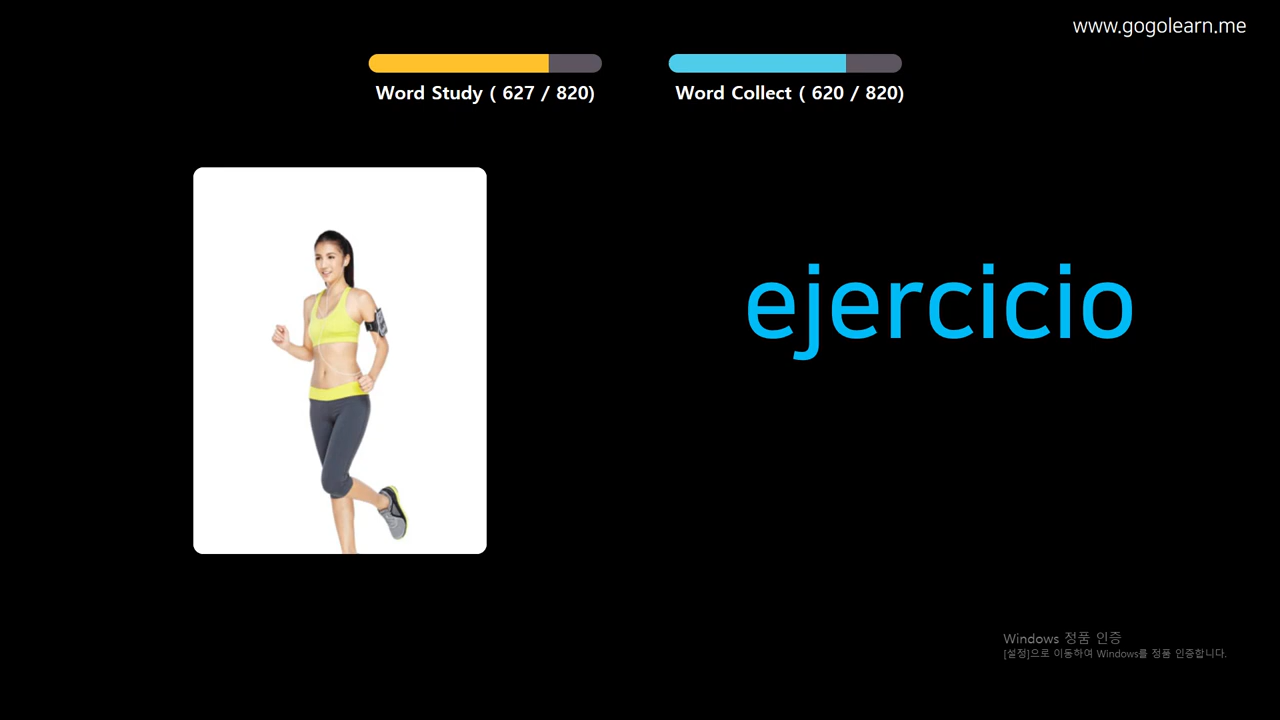 www.gogolearn.me
Word Study ( 627 / 820)
Word Collect ( 620 / 820)
ejercicio
Windows 정품 인증
[설정]으로 이동하여 Windows를 정품 인증합니다.